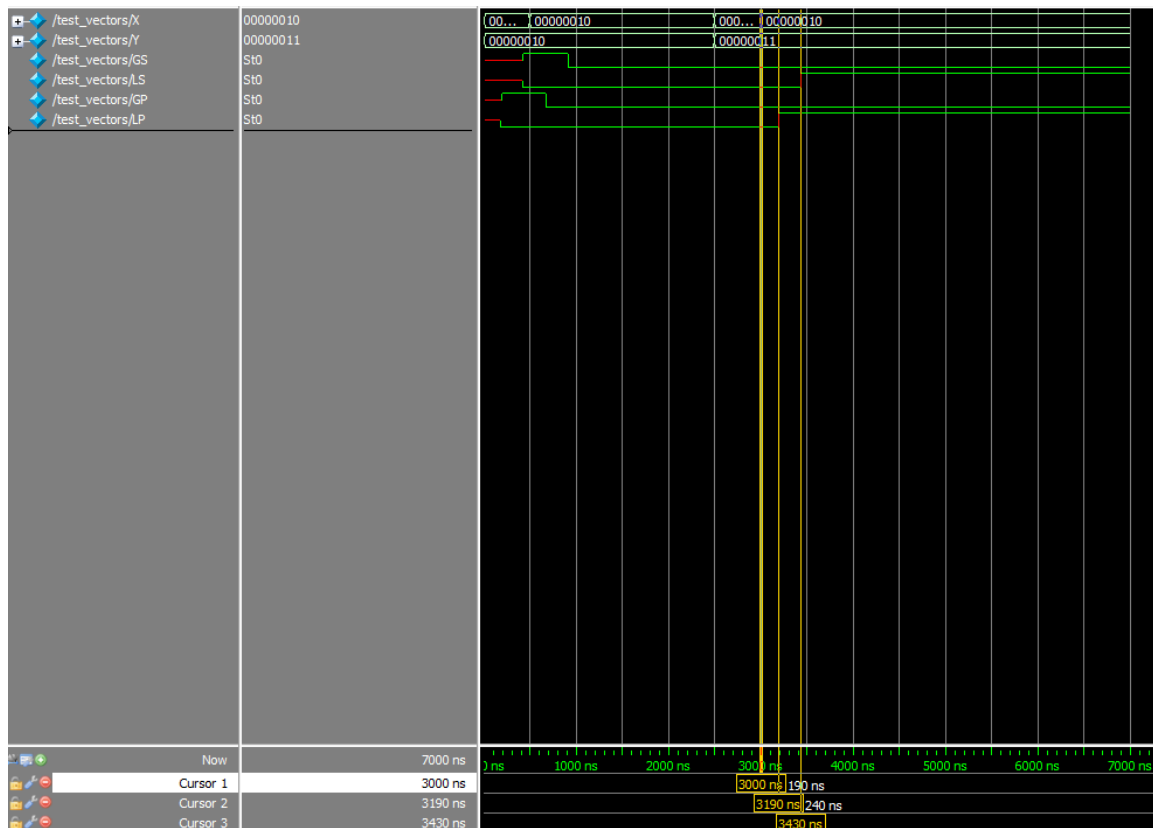 /test_vectors/X 00000010 00... 00000010 000... 00000010
/test_vectors/Y 00000011 00000010 00000011
/test_vectors/GS St0
/test_vectors/LS St0
/test_vectors/GP St0
/test_vectors/LP St0
Now 7000 ns 1000 ns 2000 ns 4000 ns 5000 ns 6000 ns 7000 ns
Cursor 1 3000 ns 3000 ns 190 ns
Cursor 2 3190 ns 3190 ns 240 ns
Cursor 3 3430 ns 3430 ns